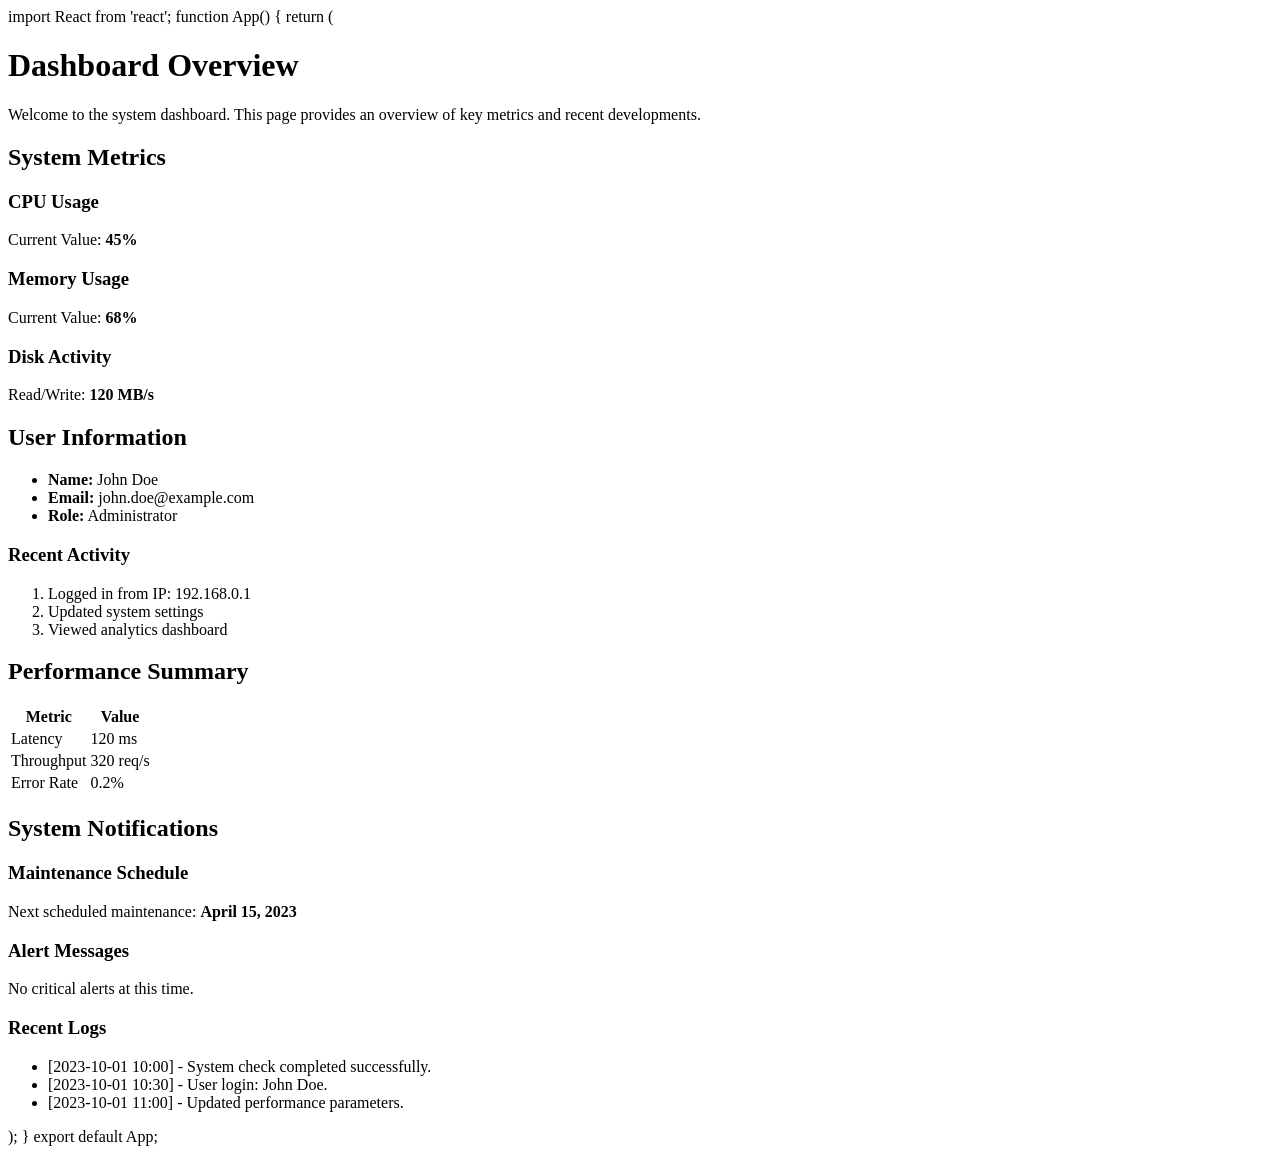 import React from 'react'; function App() { return (
Dashboard Overview
Welcome to the system dashboard. This page provides an overview of key metrics and recent developments.
System Metrics
CPU Usage
Current Value: 45%
Memory Usage
Current Value: 68%
Disk Activity
Read/Write: 120 MB/s
User Information
• Name: John Doe
• Email: john.doe@example.com
• Role: Administrator
Recent Activity
1. Logged in from IP: 192.168.0.1
2. Updated system settings
3. Viewed analytics dashboard
Performance Summary
Metric Value
Latency 120 ms
Throughput 320 req/s
Error Rate 0.2%
System Notifications
Maintenance Schedule
Next scheduled maintenance: April 15, 2023
Alert Messages
No critical alerts at this time.
Recent Logs
• [2023-10-01 10:00] - System check completed successfully.
• [2023-10-01 10:30] - User login: John Doe.
• [2023-10-01 11:00] - Updated performance parameters.
); } export default App;